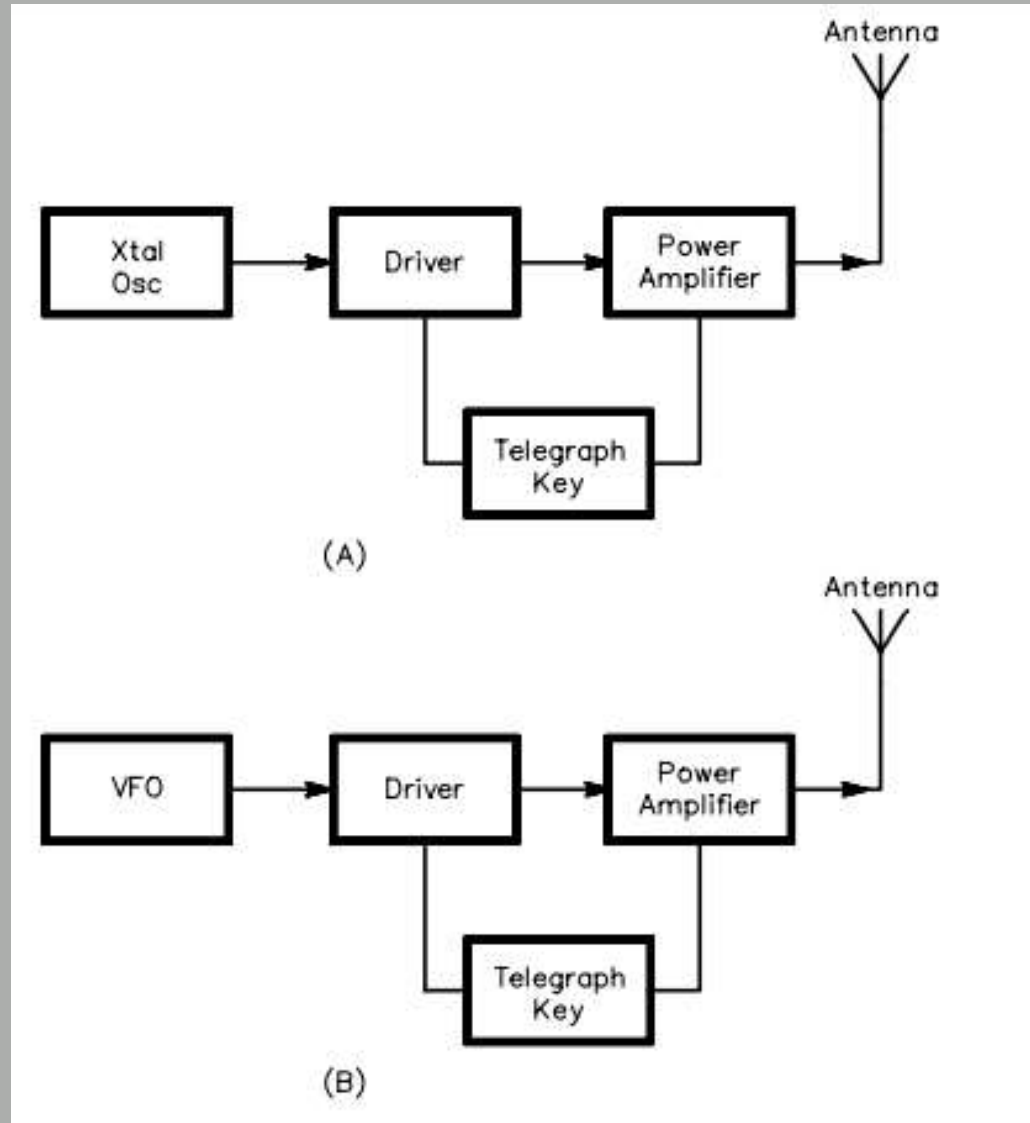 Antenna
Xtal
Osc
Driver
Power
Amplifier
Telegraph
Key
(A)
Antenna
VFO
Driver
Power
Amplifier
Telegraph
Key
(B)